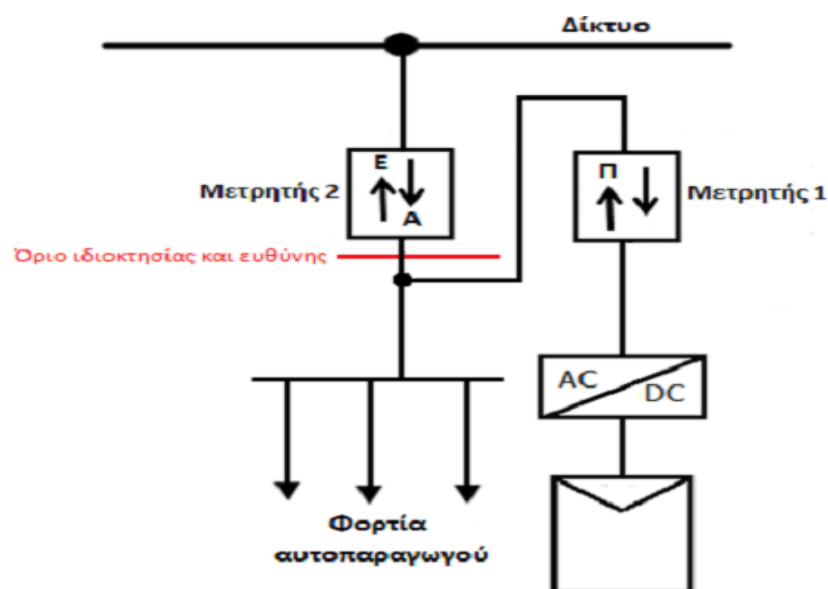 Δίκτυο
Ε
Α
Μετρητής 2
Π
Μετρητής 1
Όριο ιδιοκτησίας και ευθύνης
AC
DC
Φορτία
αυτοπαραγωγού